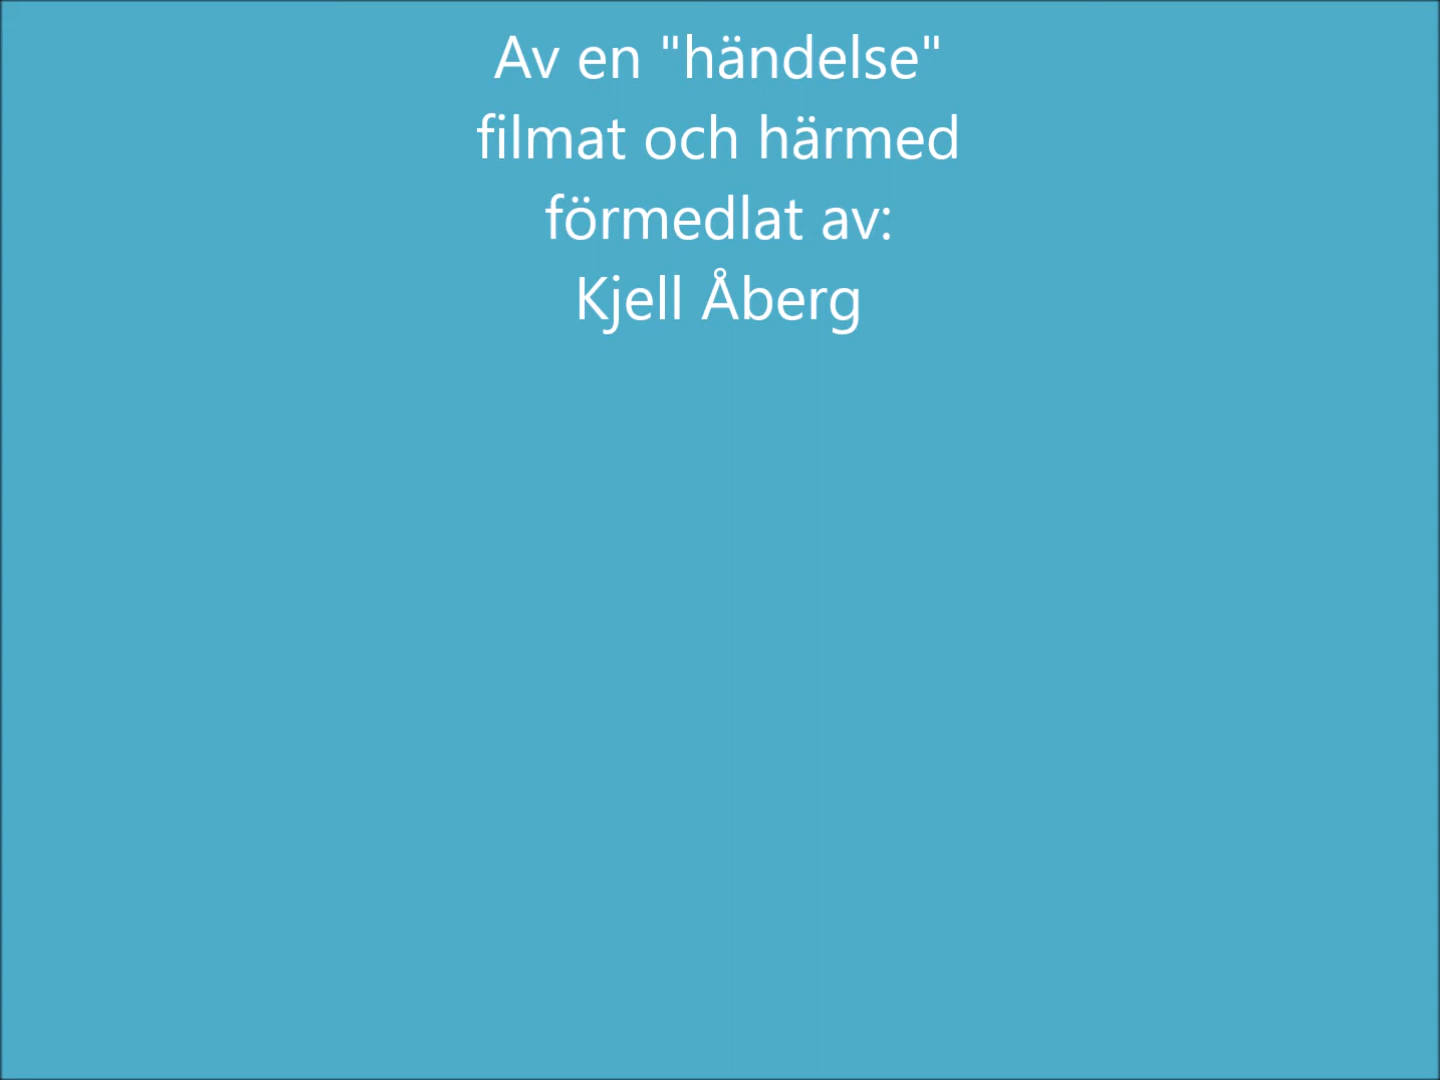 Av en "händelse"
filmat och härmed
förmedlat av:
Kjell Åberg